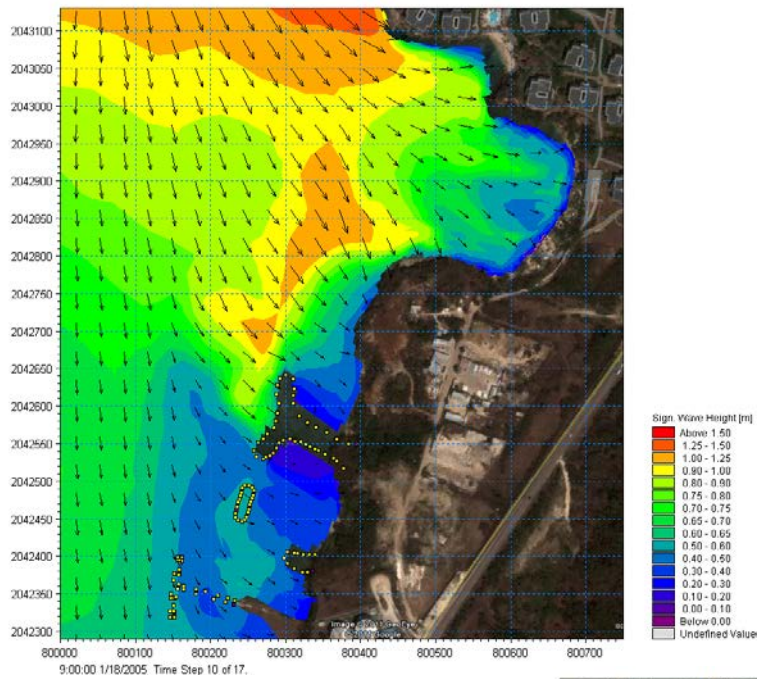 2043100
2043050
2043000
2042950
2042900
2042850
2042800
2042750
2042700
2042650
2042600
2042550
2042500
2042450
2042400
2042350
2042300
800000 800100 800200 800300 800400 800500 800600 800700
9:00:00 1/18/2005 Time Step 10 of 17.
Sign. Wave Height [m]
Above 1.50
1.25 - 1.50
1.00 - 1.25
0.90 - 1.00
0.80 - 0.90
0.75 - 0.80
0.70 - 0.75
0.65 - 0.70
0.60 - 0.65
0.50 - 0.60
0.40 - 0.50
0.30 - 0.40
0.20 - 0.30
0.10 - 0.20
0.00 - 0.10
Below 0.00
Undefined Value